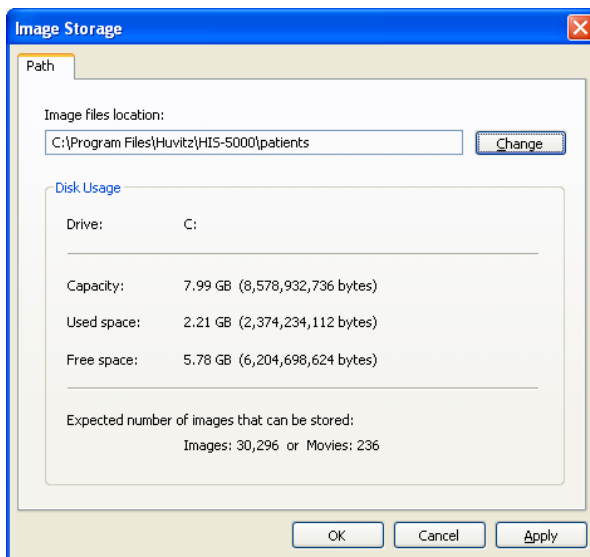 Image Storage
Path
Image files location:
C:\Program Files\Huvitz\HIS-5000\patients
Change
Disk Usage
Drive: C:
Capacity: 7.99 GB (8,578,932,736 bytes)
Used space: 2.21 GB (2,374,234,112 bytes)
Free space: 5.78 GB (6,204,698,624 bytes)
Expected number of images that can be stored:
Images: 30,296 or Movies: 236
OK Cancel Apply